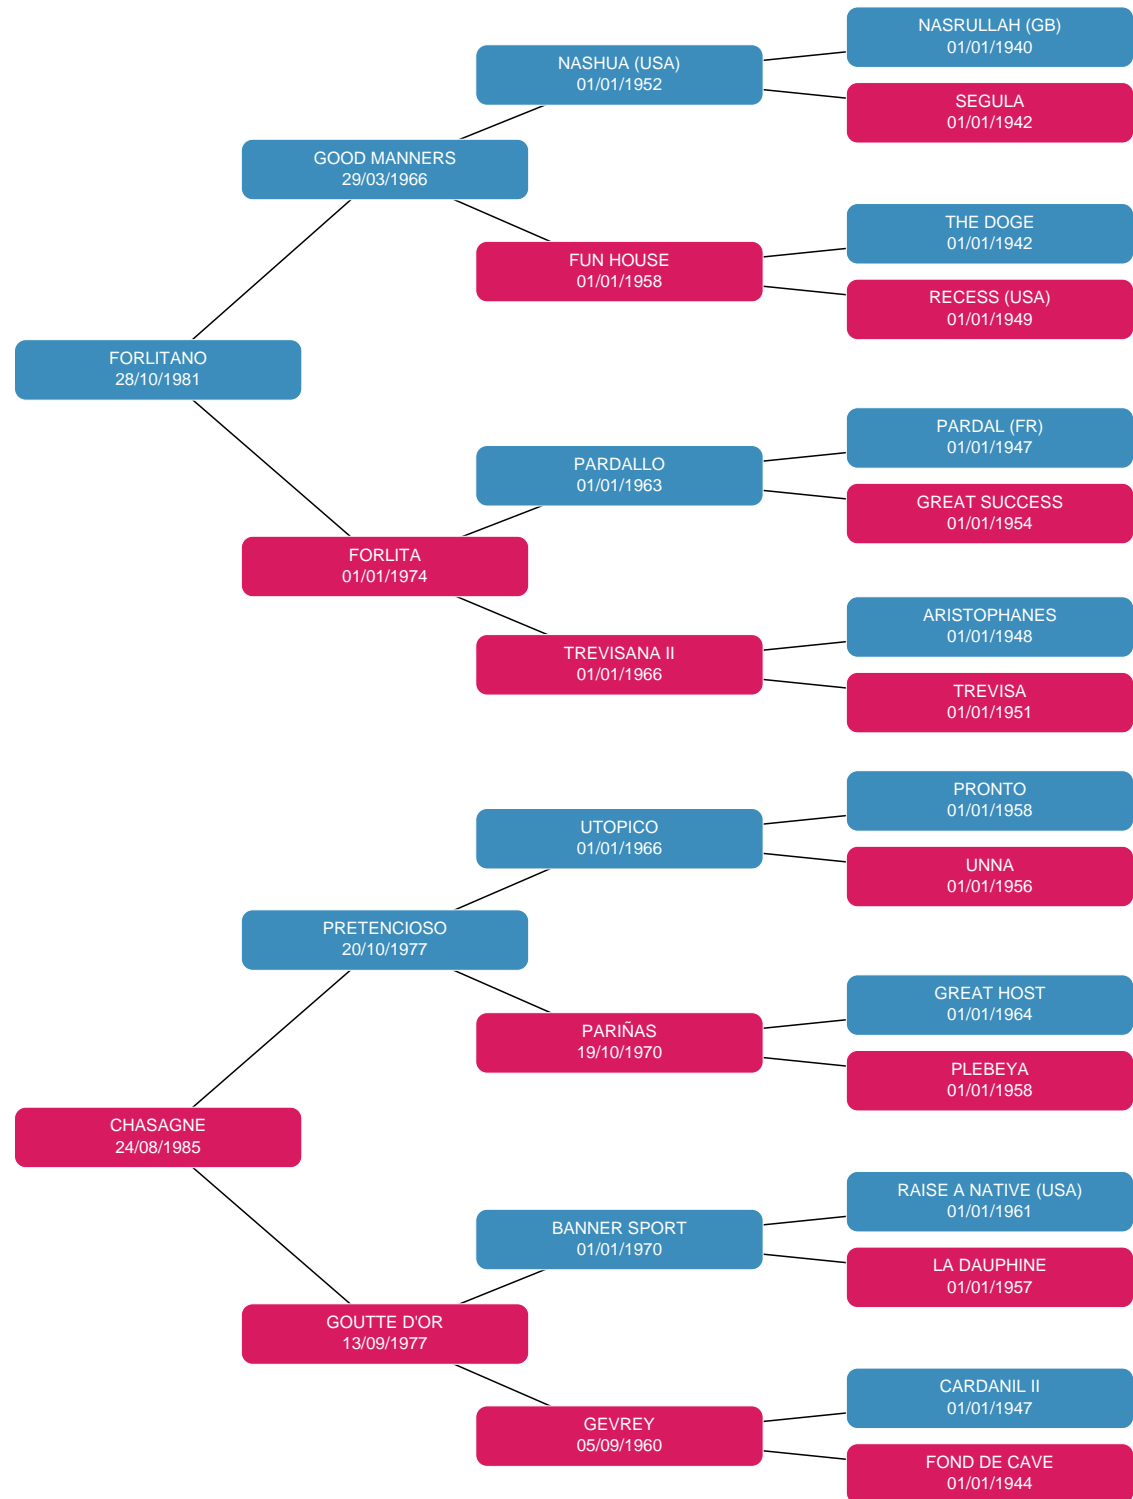 NASRULLAH (GB)
01/01/1940
NASHUA (USA)
01/01/1952
SEGULA
01/01/1942
GOOD MANNERS
29/03/1966
THE DOGE
01/01/1942
FUN HOUSE
01/01/1958
RECESS (USA)
01/01/1949
FORLITANO
28/10/1981
PARDAL (FR)
01/01/1947
PARDALLO
01/01/1963
GREAT SUCCESS
01/01/1954
FORLITA
01/01/1974
ARISTOPHANES
01/01/1948
TREVISANA II
01/01/1966
TREVISA
01/01/1951
PRONTO
01/01/1958
UTOPICO
01/01/1966
UNNA
01/01/1956
PRETENCIOSO
20/10/1977
GREAT HOST
01/01/1964
PARIÑAS
19/10/1970
PLEBEYA
01/01/1958
CHASAGNE
24/08/1985
RAISE A NATIVE (USA)
01/01/1961
BANNER SPORT
01/01/1970
LA DAUPHINE
01/01/1957
GOUTTE D'OR
13/09/1977
CARDANIL II
01/01/1947
GEVREY
05/09/1960
FOND DE CAVE
01/01/1944